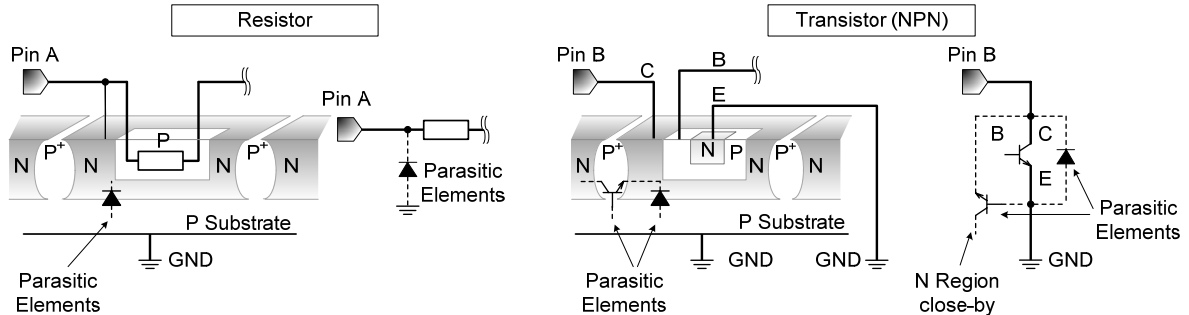 Resistor
Pin A
N
P+
N
P
N
P+
N
P Substrate
GND
Parasitic
Elements
Pin A
Parasitic
Elements
Transistor (NPN)
Pin B
C
B
E
N
P+
N
N
P
N
P+
N
P Substrate
GND
GND
Parasitic
Elements
Pin B
B
C
E
Parasitic
Elements
GND
N Region
close-by